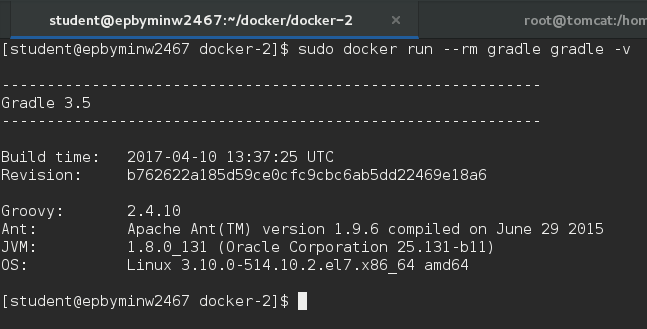 student@epbyminw2467:~/docker/docker-2
root@tomcat:/hom
[student@epbyminw2467 docker-2]$ sudo docker run --rm gradle gradle -v
------------------------------------------------------------
Gradle 3.5
------------------------------------------------------------
Build time:   2017-04-10 13:37:25 UTC
Revision:     b762622a185d59ce0cfc9cbc6ab5dd22469e18a6
Groovy:       2.4.10
Ant:          Apache Ant(TM) version 1.9.6 compiled on June 29 2015
JVM:          1.8.0_131 (Oracle Corporation 25.131-b11)
OS:           Linux 3.10.0-514.10.2.el7.x86_64 amd64
[student@epbyminw2467 docker-2]$